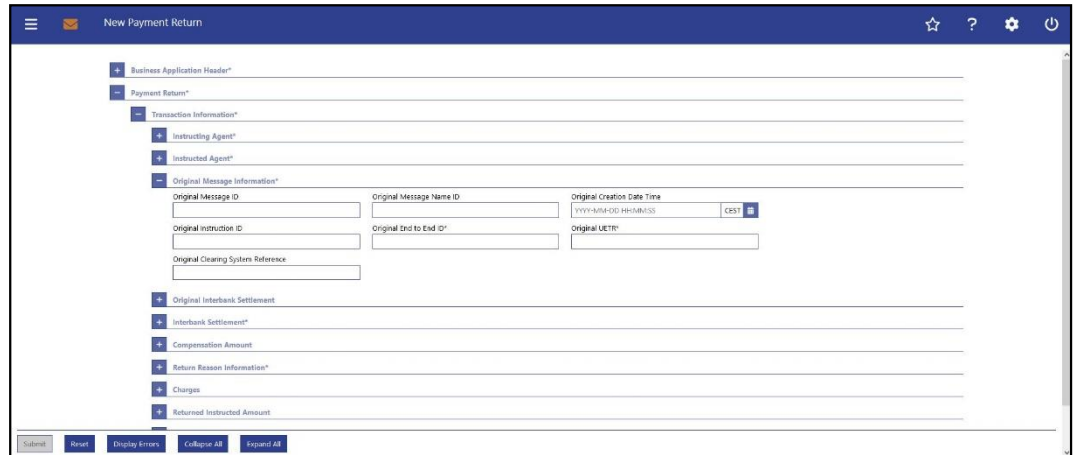 New Payment Return
?
+ Business Application Header*
− Payment Return*
− Transaction Information*
+ Instructing Agent*
+ Instructed Agent*
− Original Message Information*
Original Message ID Original Message Name ID Original Creation Date Time
YYYY-MM-DD HH:MM:SS CEST
Original Instruction ID Original End to End ID* Original UETR*
Original Clearing System Reference
+ Original Interbank Settlement
+ Interbank Settlement*
+ Compensation Amount
+ Return Reason Information*
+ Charges
+ Returned Instructed Amount
Submit Reset Display Errors Collapse All Expand All